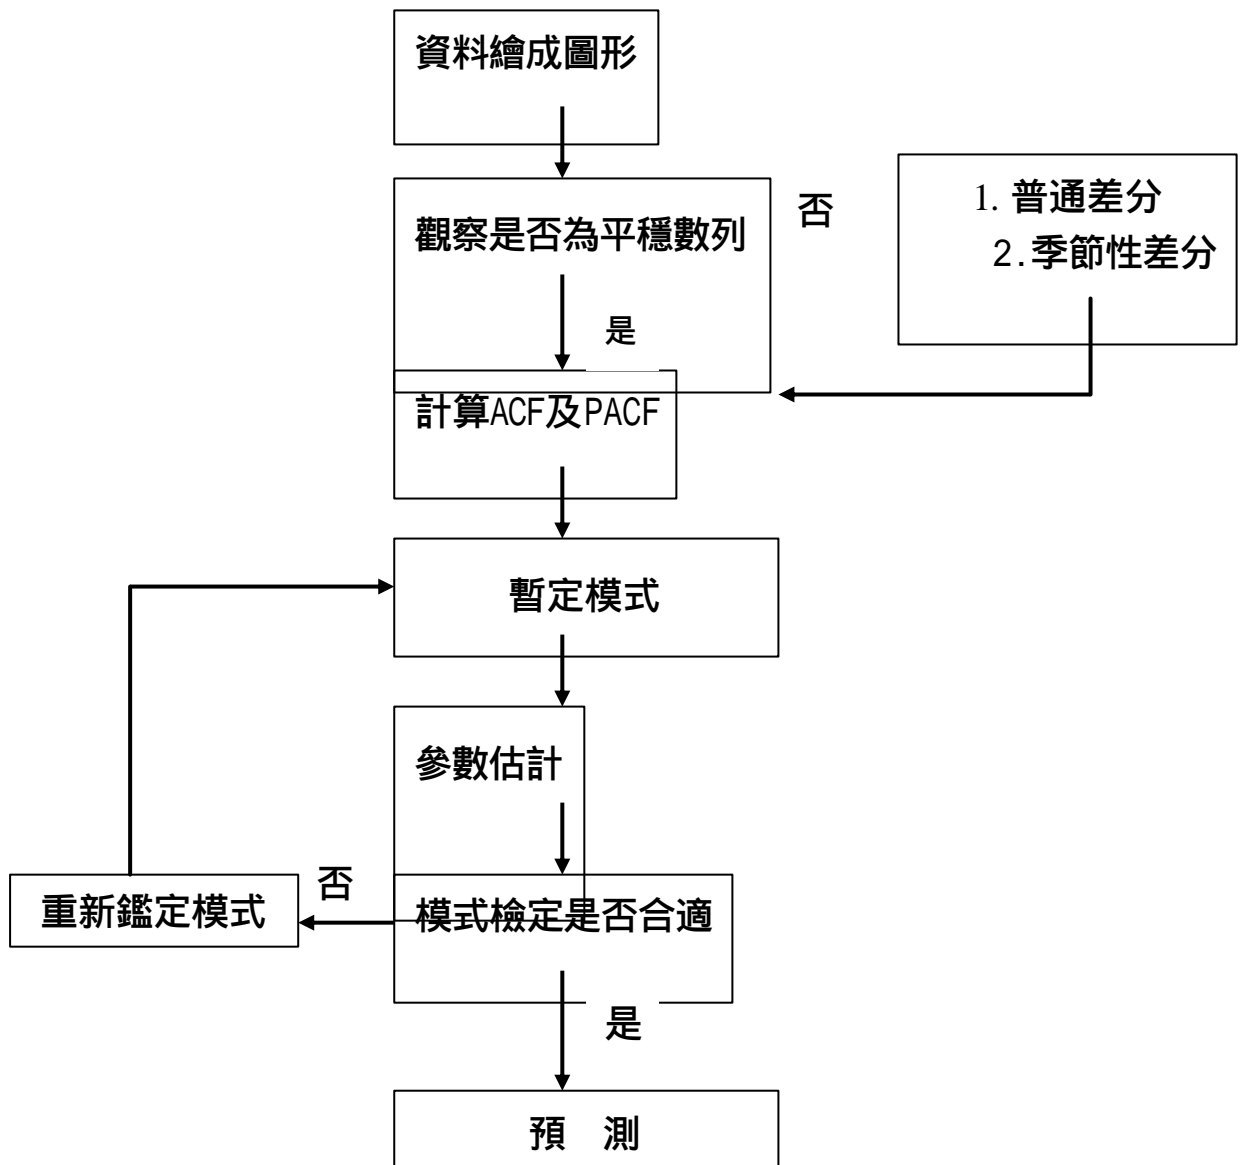 資料繪成圖形
觀察是否為平穩數列
否
1. 普通差分
2.季節性差分
是
計算ACF及PACF
暫定模式
參數估計
否
重新鑑定模式
模式檢定是否合適
是
預 測